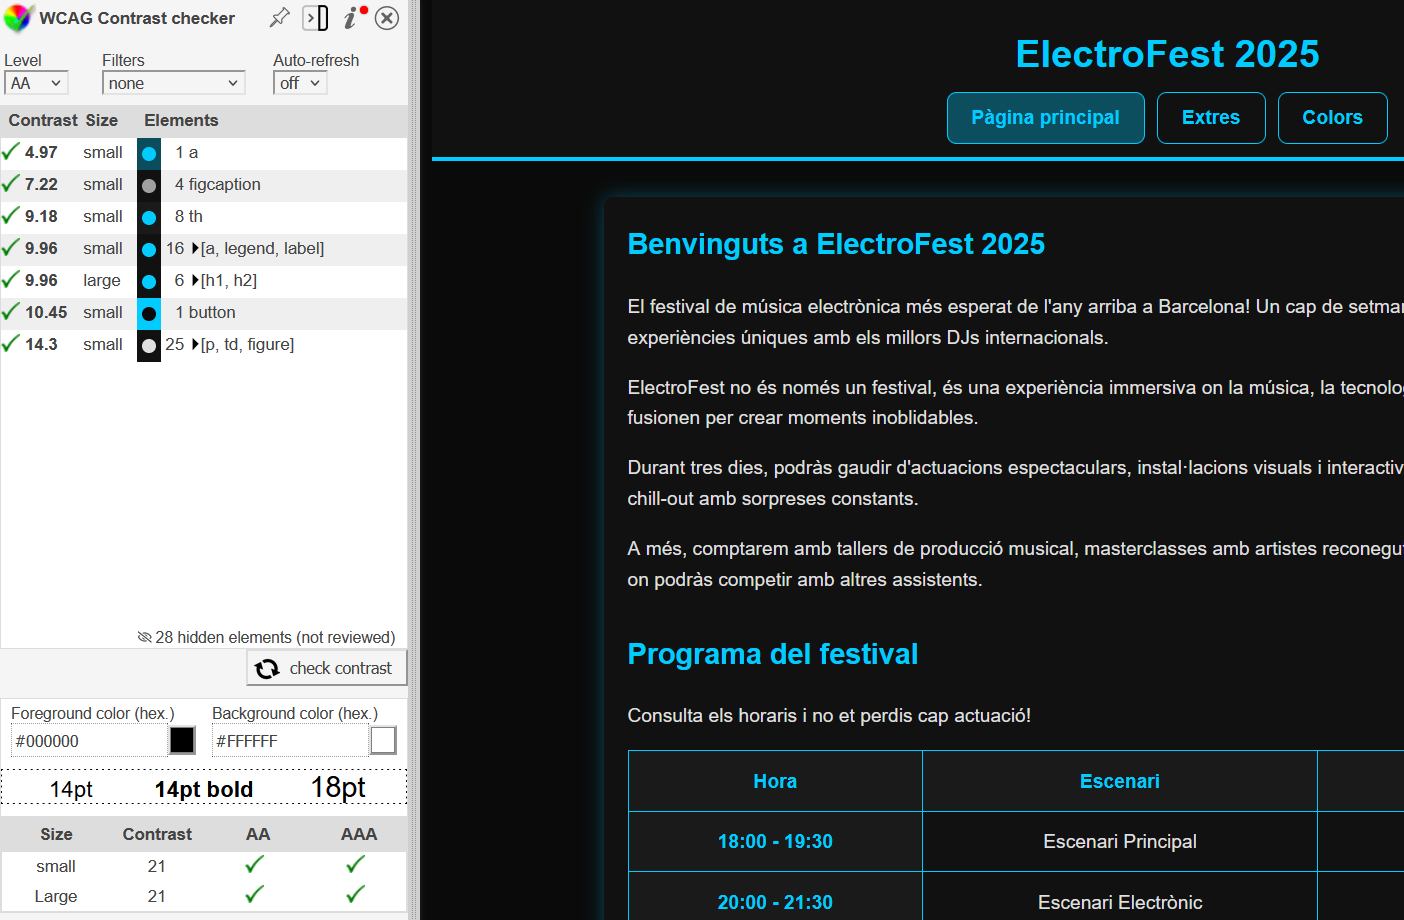 WCAG Contrast checker
Level
Filters
Auto-refresh
AA
none
off
Contrast Size Elements
4.97 small 1 a
7.22 small 4 figcaption
9.18 small 8 th
9.96 small 16 [a, legend, label]
9.96 large 6 [h1, h2]
10.45 small 1 button
14.3 small 25 [p, td, figure]
28 hidden elements (not reviewed)
check contrast
Foreground color (hex.) Background color (hex.)
#000000 #FFFFFF
14pt 14pt bold 18pt
Size Contrast AA AAA
small 21
Large 21
ElectroFest 2025
Pàgina principal Extres Colors
Benvinguts a ElectroFest 2025
El festival de música electrònica més esperat de l'any arriba a Barcelona! Un cap de
experiències úniques amb els millors DJs internacionals.
ElectroFest no és només un festival, és una experiència immersiva on la música, la
fusionen per crear moments inoblidables.
Durant tres dies, podràs gaudir d'actuacions espectaculars, instal·lacions visuals i
chill-out amb sorpreses constants.
A més, comptarem amb tallers de producció musical, masterclasses amb artistes
on podràs competir amb altres assistents.
Programa del festival
Consulta els horaris i no et perdis cap actuació!
Hora Escenari
18:00 - 19:30 Escenari Principal
20:00 - 21:30 Escenari Electrònic